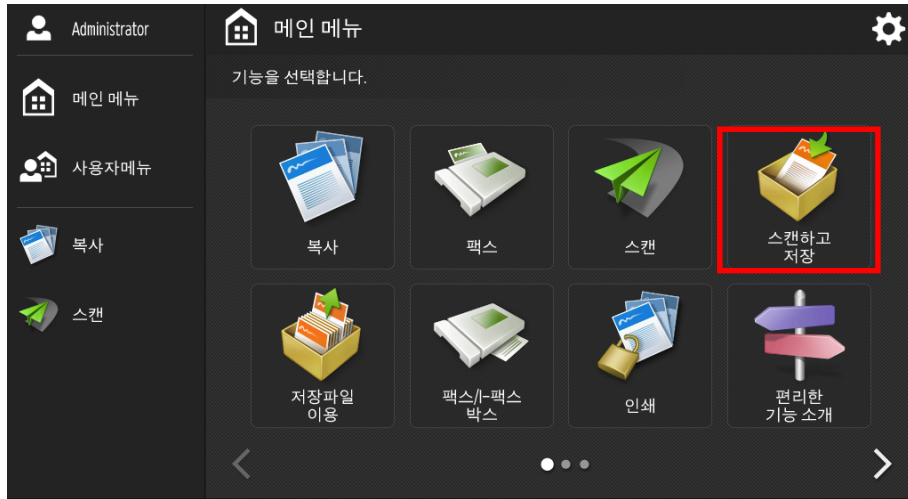 Administrator
메인 메뉴
사용자메뉴
복사
스캔
메인 메뉴
기능을 선택합니다.
복사
팩스
스캔
스캔하고
저장
저장파일
이용
팩스/I-팩스
박스
인쇄
편리한
기능 소개